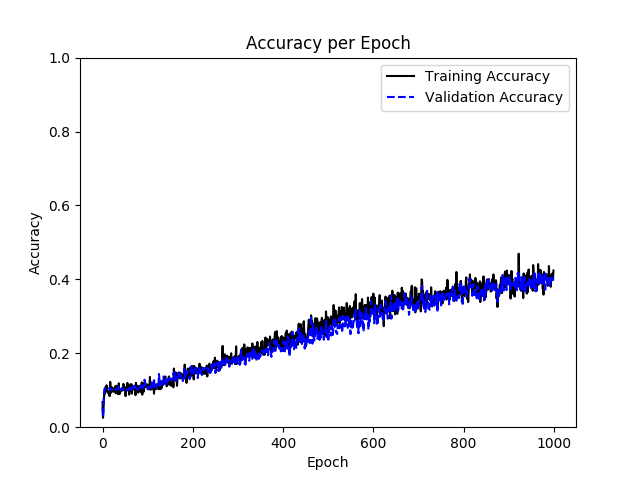 Accuracy per Epoch
1.0
0.8
0.6
0.4
0.2
0.0
Accuracy
Training Accuracy
Validation Accuracy
0 200 400 600 800 1000
Epoch